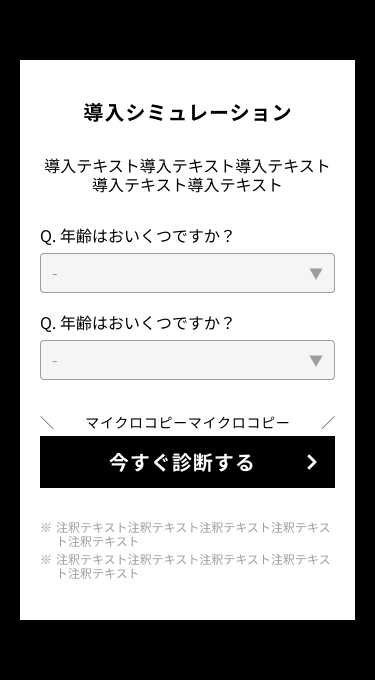 導入シミュレーション
導入テキスト導入テキスト導入テキスト
導入テキスト導入テキスト
Q. 年齢はおいくつですか？
-
Q. 年齢はおいくつですか？
-
マイクロコピーマイクロコピー
今すぐ診断する
※ 注釈テキスト注釈テキスト注釈テキスト注釈テキス
ト注釈テキスト
※ 注釈テキスト注釈テキスト注釈テキスト注釈テキス
ト注釈テキスト